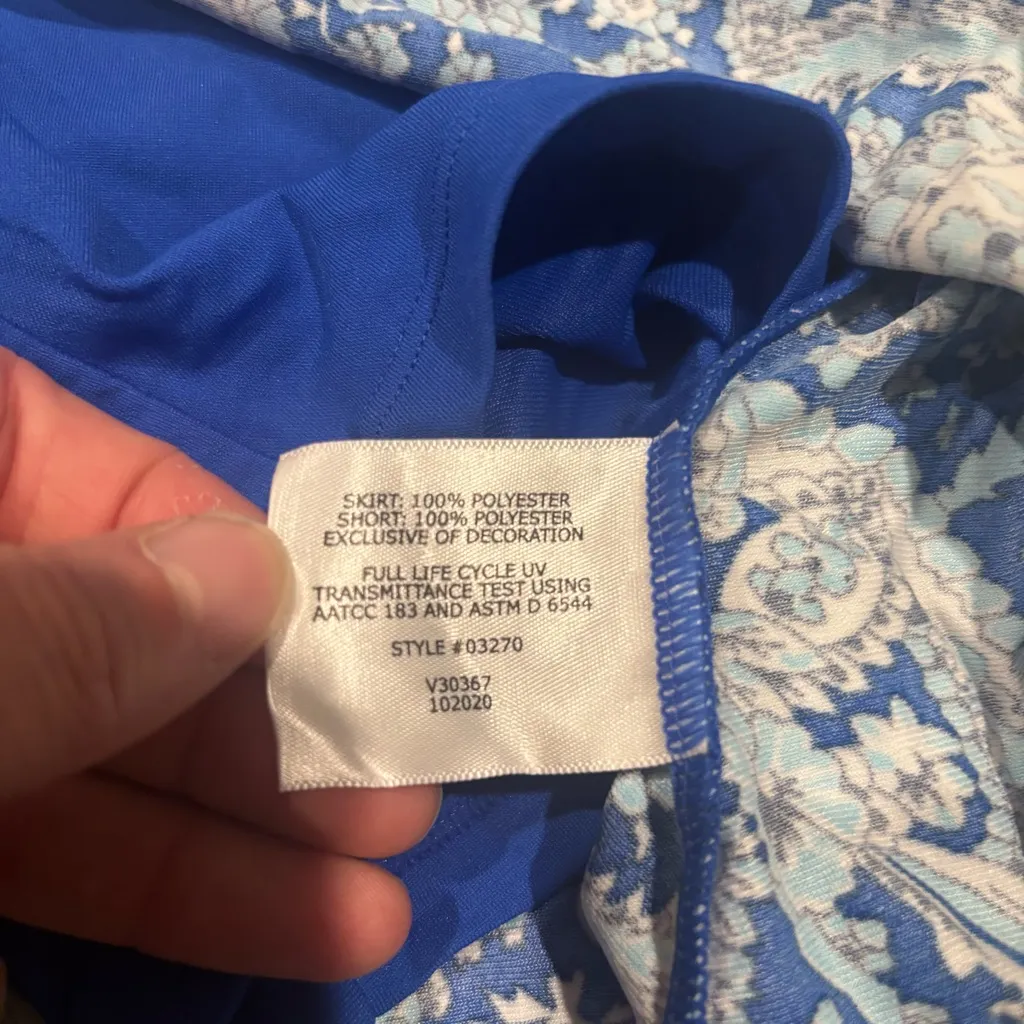 SKIRT: 100% POLYESTER
SHORT: 100% POLYESTER
EXCLUSIVE OF DECORATION
FULL LIFE CYCLE UV
TRANSMITTANCE TEST USING
AATCC 183 AND ASTM D 6544
STYLE #03270
V30367
102020